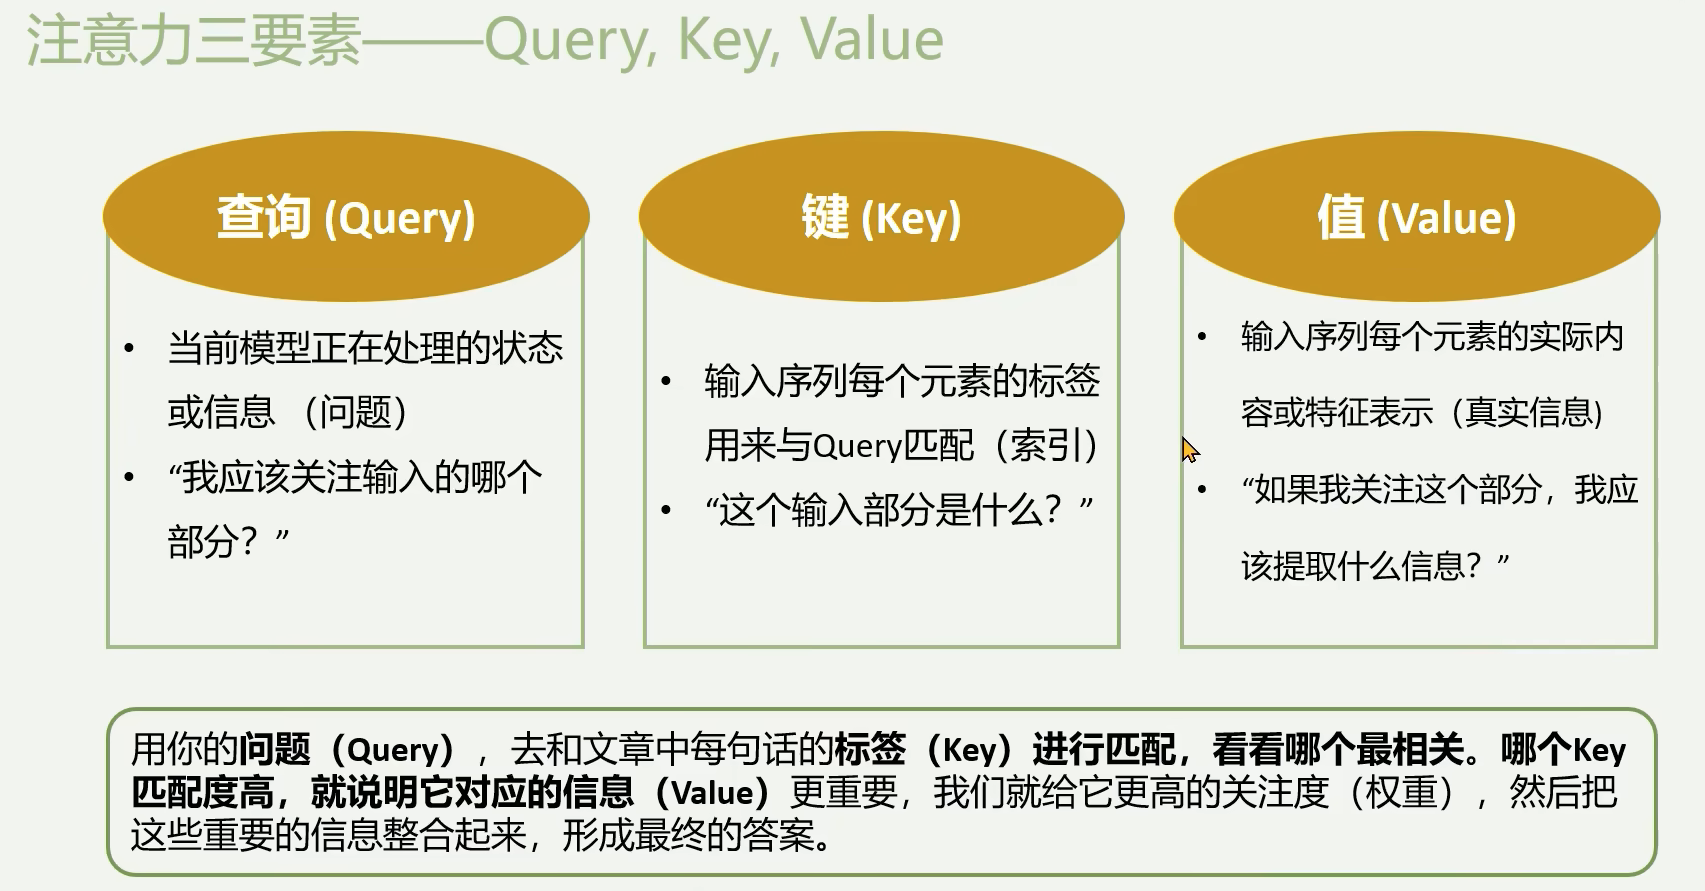 注意力三要素——Query, Key, Value
查询 (Query)
• 当前模型正在处理的状态
或信息 （问题）
• “我应该关注输入的哪个
部分？”
键 (Key)
• 输入序列每个元素的标签
用来与Query匹配（索引）
• “这个输入部分是什么？”
值 (Value)
• 输入序列每个元素的实际内
容或特征表示（真实信息)
• “如果我关注这个部分，我应
该提取什么信息？”
用你的问题（Query），去和文章中每句话的标签（Key）进行匹配，看看哪个最相关。哪个Key
匹配度高，就说明它对应的信息（Value）更重要，我们就给它更高的关注度（权重），然后把
这些重要的信息整合起来，形成最终的答案。